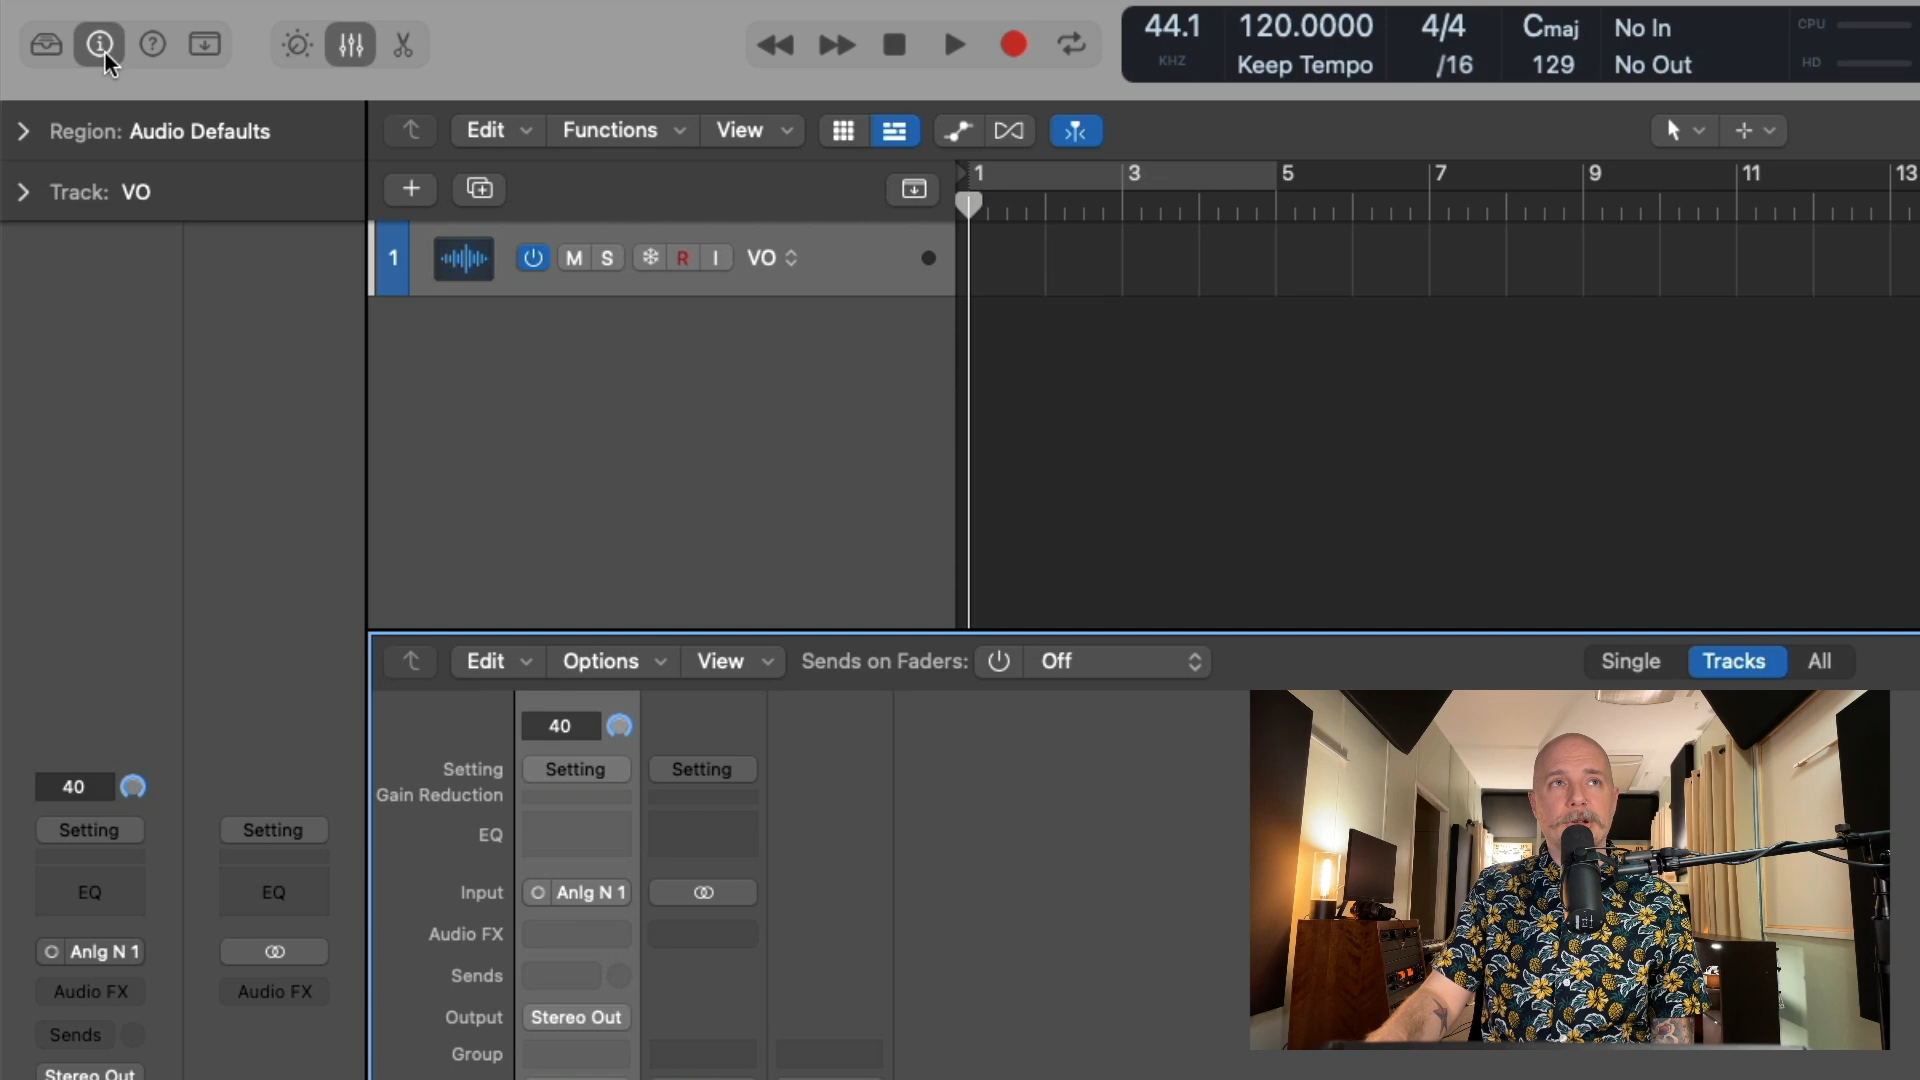 44.1
KHZ
120.0000
Keep Tempo
4/4
/16
Cmaj
129
No In
No Out
CPU
HD
Region: Audio Defaults
Track: VO
Edit
Functions
View
1 3 5 7 9 11 13
1
M S R I VO
Edit
Options
View
Sends on Faders:
Off
Single
Tracks
All
40
Setting Setting Setting
Gain Reduction
EQ
Input Anlg N 1
Audio FX
Sends
Output Stereo Out
Group
40
Setting Setting
EQ EQ
Anlg N 1
Audio FX Audio FX
Sends
Stereo Out